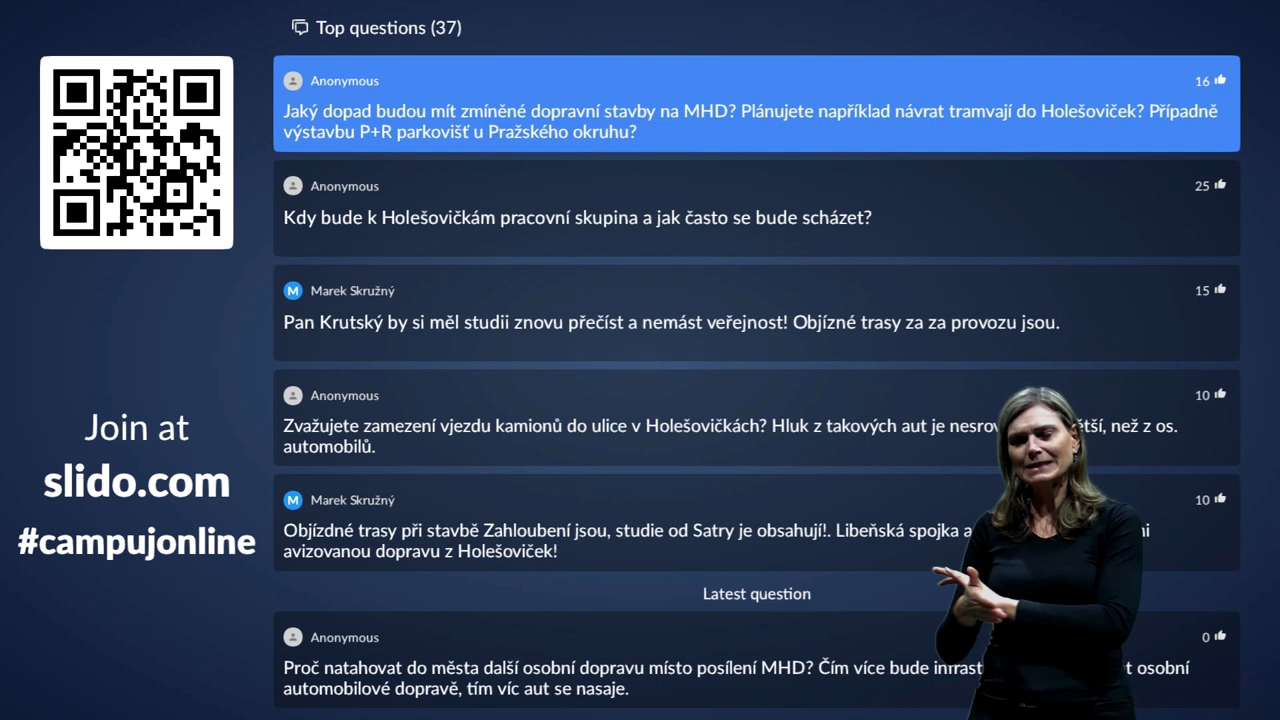 Top questions (37)
Anonymous
16
Jaký dopad budou mít zmíněné dopravní stavby na MHD? Plánujete například návrat tramvají do Holešoviček? Případně
výstavbu P+R parkovišť u Pražského okruhu?
Anonymous
25
Kdy bude k Holešovičkám pracovní skupina a jak často se bude scházet?
M Marek Skružný
15
Pan Krutský by si měl studii znovu přečíst a nemást veřejnost! Objízné trasy za za provozu jsou.
Anonymous
10
Zvažujete zamezení vjezdu kamionů do ulice v Holešovičkách? Hluk z takových aut je než z os.
automobilů.
M Marek Skružný
10
Objízdné trasy při stavbě Zahloubení jsou, studie od Satry je obsahují!. Libeňská spojka a
avizovanou dopravu z Holešoviček!
Latest question
Anonymous
0
Proč natahovat do města další osobní dopravu místo posílení MHD? Čím více bude osobní
automobilové dopravě, tím víc aut se nasaje.
Join at
slido.com
#campujonline